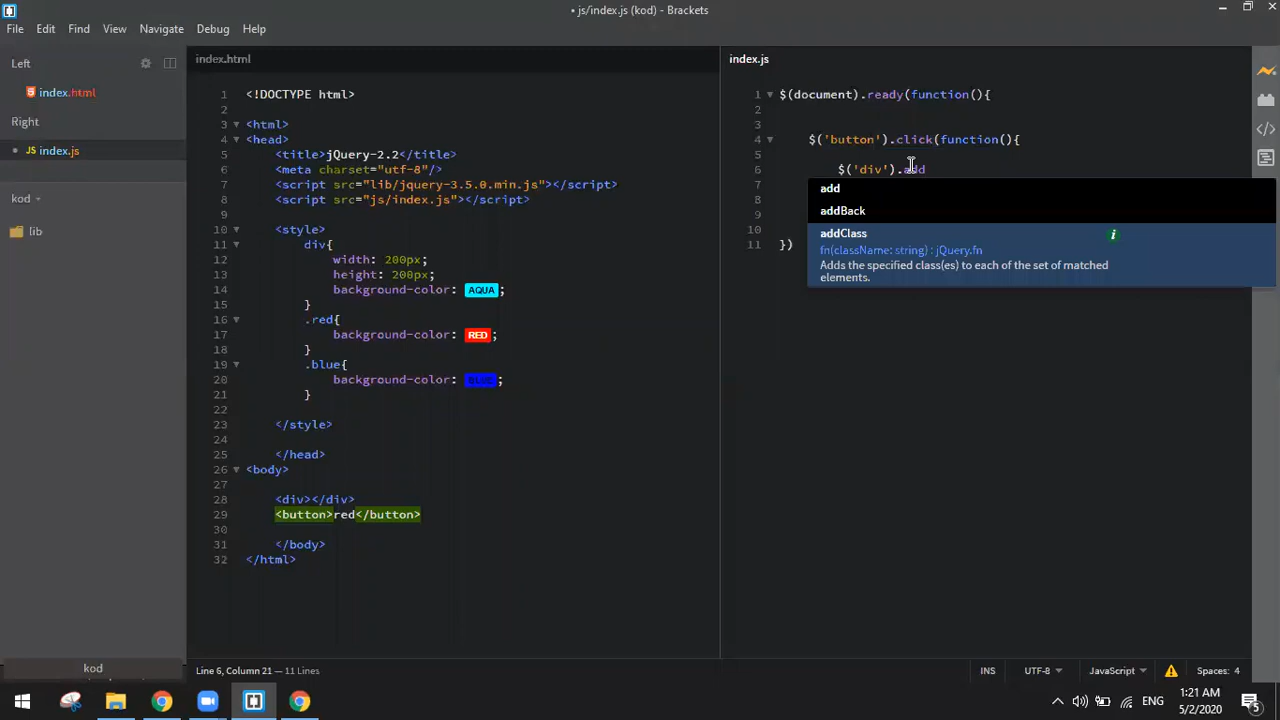 • js/index.js (kod) - Brackets
File Edit Find View Navigate Debug Help
Left
index.html
Right
JS index.js
kod
lib
index.html
1 <!DOCTYPE html>
2
3 <html>
4 <head>
5 <title>jQuery-2.2</title>
6 <meta charset="utf-8"/>
7 <script src="lib/jquery-3.5.0.min.js"></script>
8 <script src="js/index.js"></script>
9
10 <style>
11 div{
12 width: 200px;
13 height: 200px;
14 background-color: AQUA;
15 }
16 .red{
17 background-color: RED;
18 }
19 .blue{
20 background-color: BLUE;
21 }
22
23 </style>
24
25 </head>
26 <body>
27
28 <div></div>
29 <button>red</button>
30
31 </body>
32 </html>
index.js
1 $(document).ready(function(){
2
3
4 $('button').click(function(){
5
6 $('div').add
7
8
9
10
11 })
add
addBack
addClass
i
fn(className: string) : jQuery.fn
Adds the specified class(es) to each of the set of matched
elements.
kod
Line 6, Column 21 — 11 Lines
INS UTF-8 JavaScript Spaces: 4
ENG
1:21 AM
5/2/2020
5